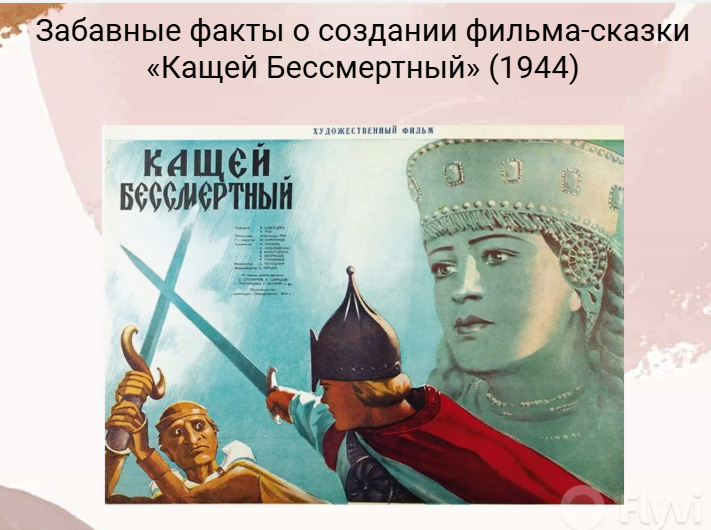 Забавные факты о создании фильма-сказки
«Кащей Бессмертный» (1944)
ХУДОЖЕСТВЕННЫЙ ФИЛЬМ
КАЩЕЙ
БЕССМЕРТНЫЙ
Flyvi